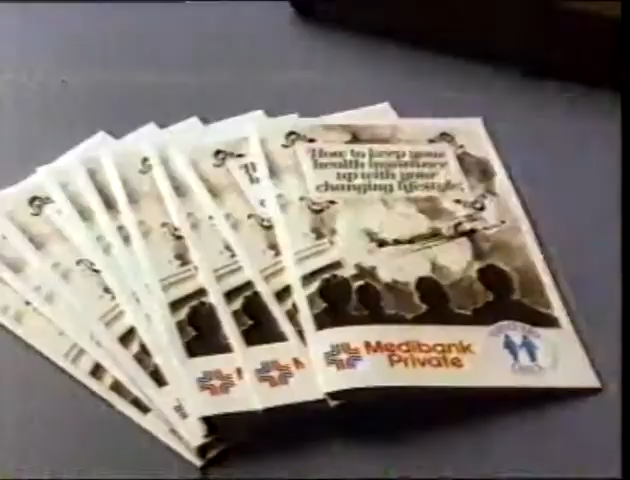 How to keep your
health insurance
up with your
changing lifestyle.
Medibank
Private